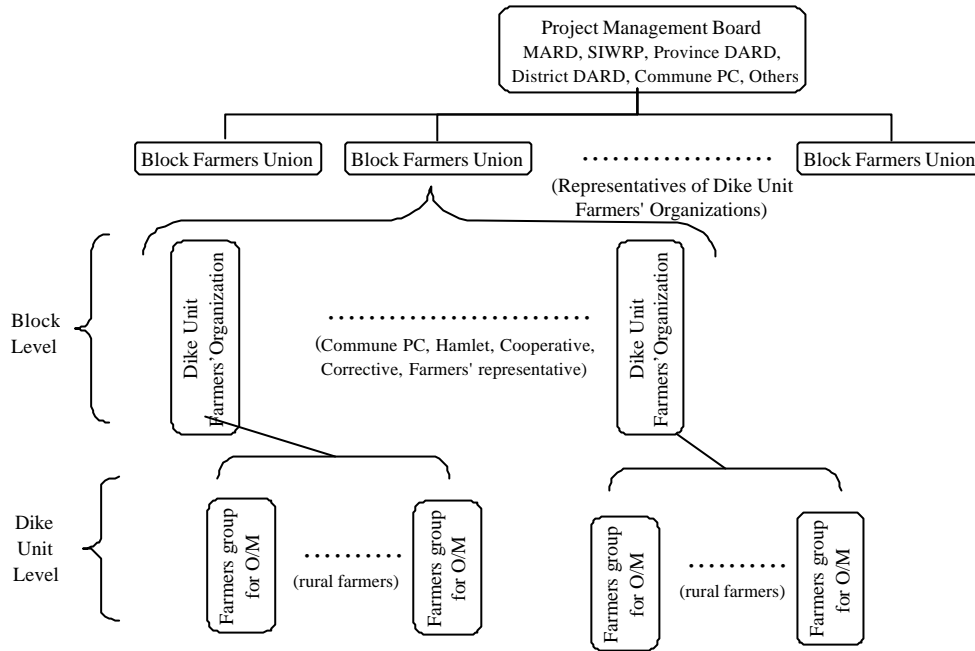 Project Management Board
MARD, SIWRP, Province DARD,
District DARD, Commune PC, Others
Block Farmers Union
Block Farmers Union
Block Farmers Union
(Representatives of Dike Unit
Farmers' Organizations)
Block
Level
Dike Unit
Farmers'Organization
(Commune PC, Hamlet, Cooperative,
Corrective, Farmers' representative)
Dike Unit
Farmers'Organization
Dike
Unit
Level
Farmers group
for O/M
(rural farmers)
Farmers group
for O/M
Farmers group
for O/M
(rural farmers)
Farmers group
for O/M